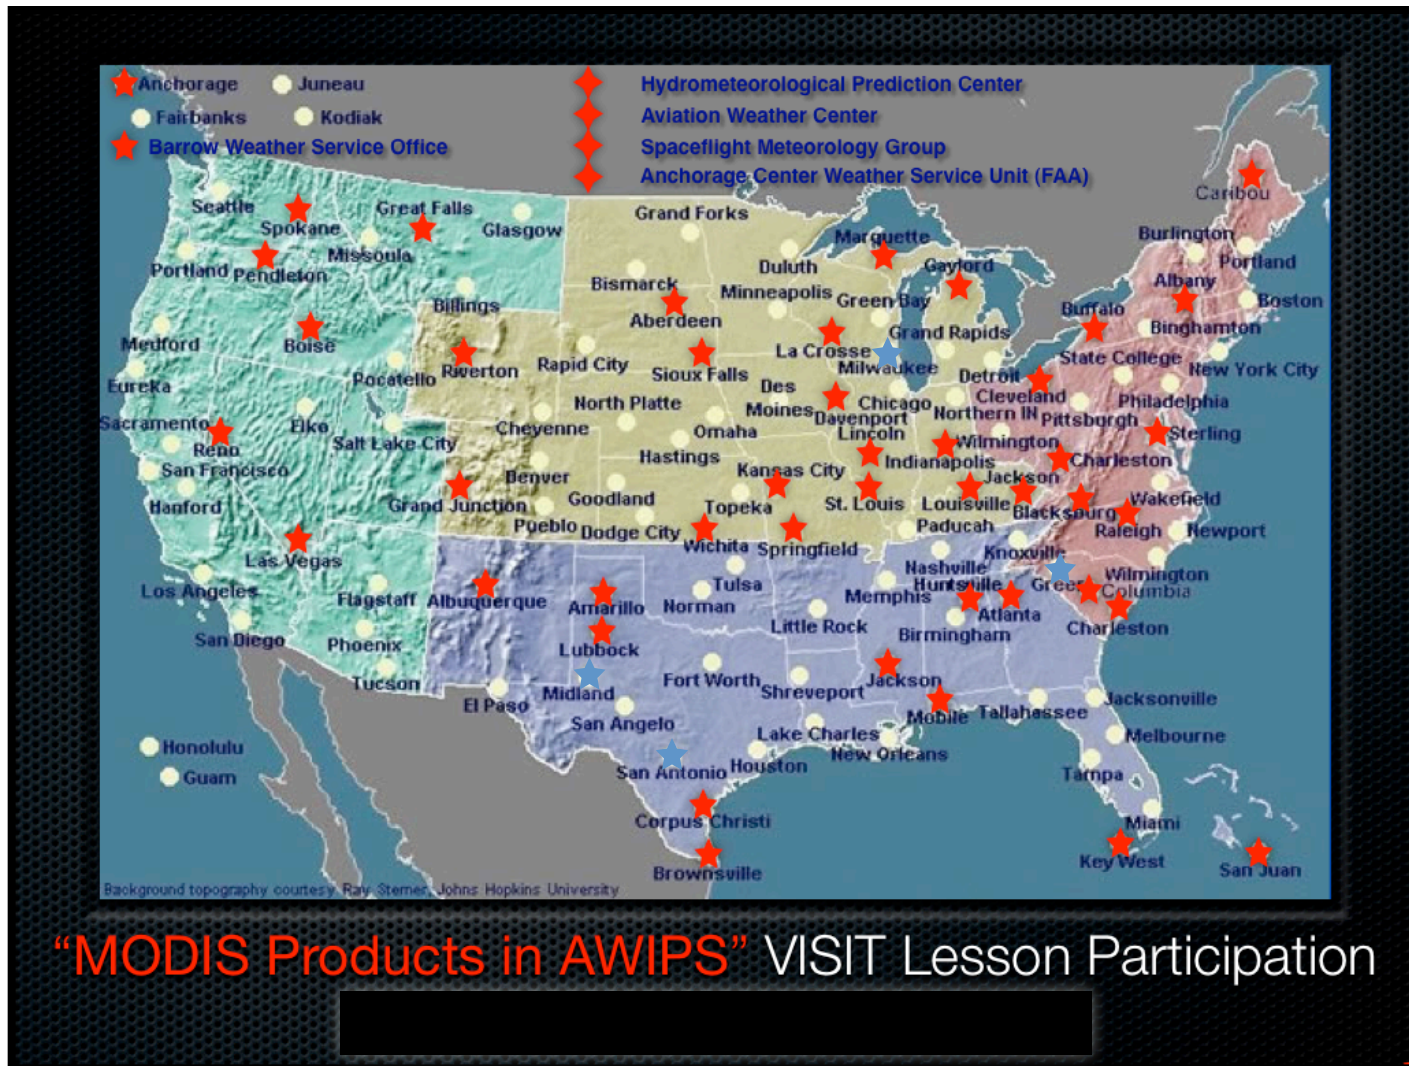 Anchorage Juneau Hydrometeorological Prediction Center
Fairbanks Kodiak Aviation Weather Center
Barrow Weather Service Office Spaceflight Meteorology Group
Anchorage Center Weather Service Unit (FAA)
Caribou
Seattle Great Falls Grand Forks
Spokane Glasgow Marquette Burlington
Missoula Duluth Gaylord Portland
Portland Pendleton
Bismarck Minneapolis Green Bay Albany
Billings Buffalo Boston
Aberdeen Grand Rapids Binghamton
Medford Boise La Crosse State College
Pocatello Riverton Rapid City Sioux Falls Milwaukee Detroit New York City
Eureka Des
Moines Chicago Cleveland
North Platte Davenport Northern IN Pittsburgh Philadelphia
Sacramento Elko Cheyenne Omaha Lincoln Sterling
Reno Salt Lake City Hastings Indianapolis Wilmington Charleston
San Francisco Denver Kansas City Jackson
Hanford Grand Junction Goodland Topeka St. Louis Louisville Blacksburg Wakefield
Pueblo Dodge City Paducah Raleigh Newport
Las Vegas Wichita Springfield Knoxville
Los Angeles Flagstaff Albuquerque Amarillo Tulsa Nashville Wilmington
Norman Memphis Huntsville Greer Columbia
San Diego Phoenix Little Rock Birmingham Atlanta Charleston
Lubbock
Tucson Midland Fort Worth Shreveport Jackson
El Paso San Angelo Mobile Tallahassee Jacksonville
Honolulu Lake Charles New Orleans Melbourne
Guam San Antonio Houston Tampa
Corpus Christi Miami
Brownsville Key West San Juan
Background topography courtesy Ray Sterner, Johns Hopkins University
“MODIS Products in AWIPS” VISIT Lesson Participation